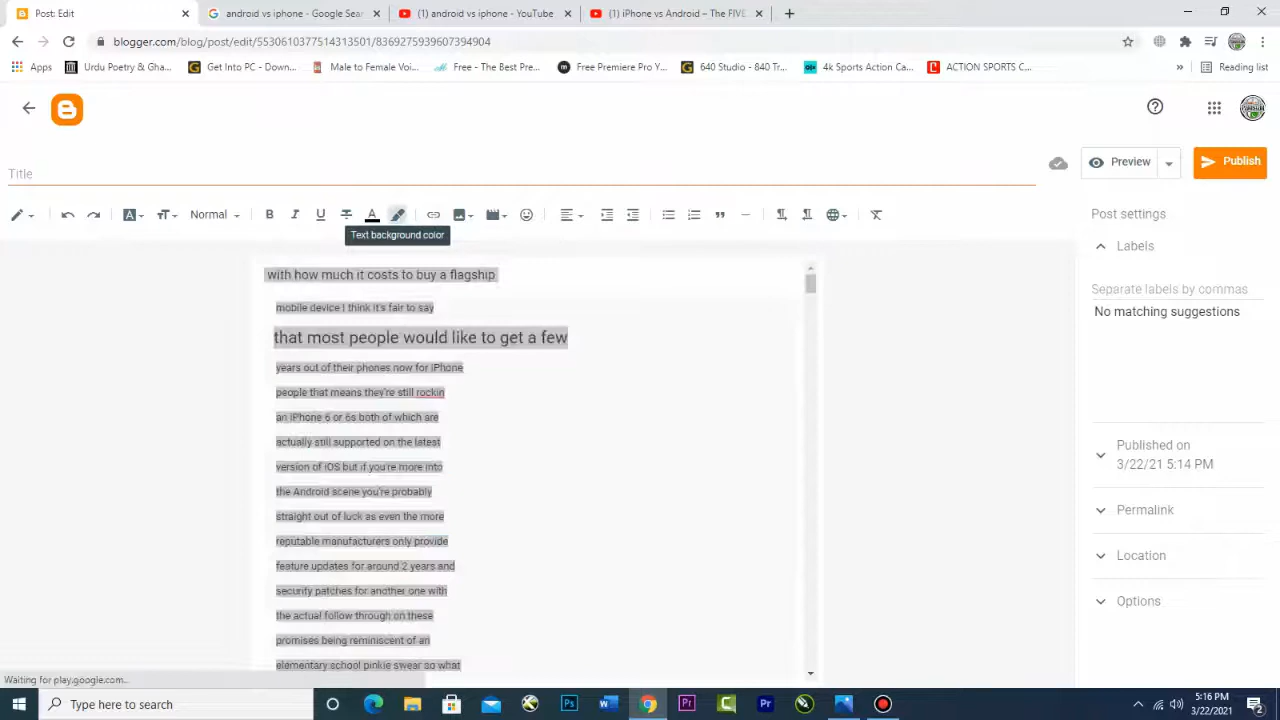 Post: Edit
android vs iphone - Google Sear
(1) android vs iphone - YouTube
(1) iPhone vs Android – The FIVE
blogger.com/blog/post/edit/5530610377514313501/8369275939607394904
Apps
Urdu Poetry & Gha...
Get Into PC - Down...
Male to Female Voi...
Free - The Best Pre...
Free Premiere Pro Y...
640 Studio - 840 Tr...
4k Sports Action Ca...
ACTION SPORTS C...
»
Reading list
Title
Preview
Publish
Normal
Text background color
Post settings
Labels
Separate labels by commas
No matching suggestions
Published on
3/22/21 5:14 PM
Permalink
Location
Options
with how much it costs to buy a flagship
mobile device I think it's fair to say
that most people would like to get a few
years out of their phones now for iPhone
people that means they're still rockin
an iPhone 6 or 6s both of which are
actually still supported on the latest
version of iOS but if you're more into
the Android scene you're probably
straight out of luck as even the more
reputable manufacturers only provide
feature updates for around 2 years and
security patches for another one with
the actual follow through on these
promises being reminiscent of an
elementary school pinkie swear so what
Waiting for play.google.com...
Type here to search
5:16 PM
3/22/2021